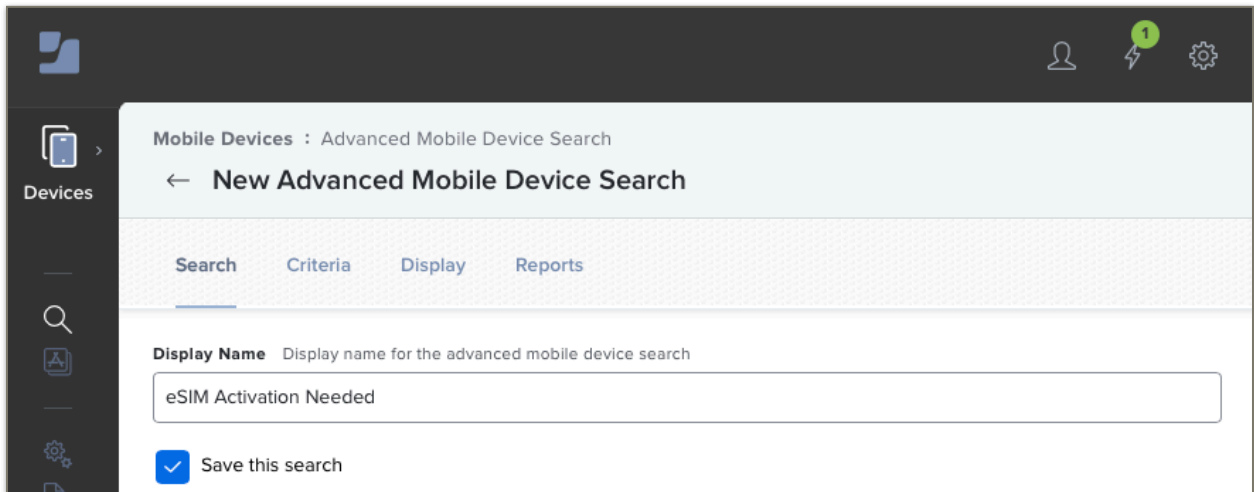 1
Devices
Mobile Devices : Advanced Mobile Device Search
← New Advanced Mobile Device Search
Search Criteria Display Reports
Display Name Display name for the advanced mobile device search
eSIM Activation Needed
Save this search